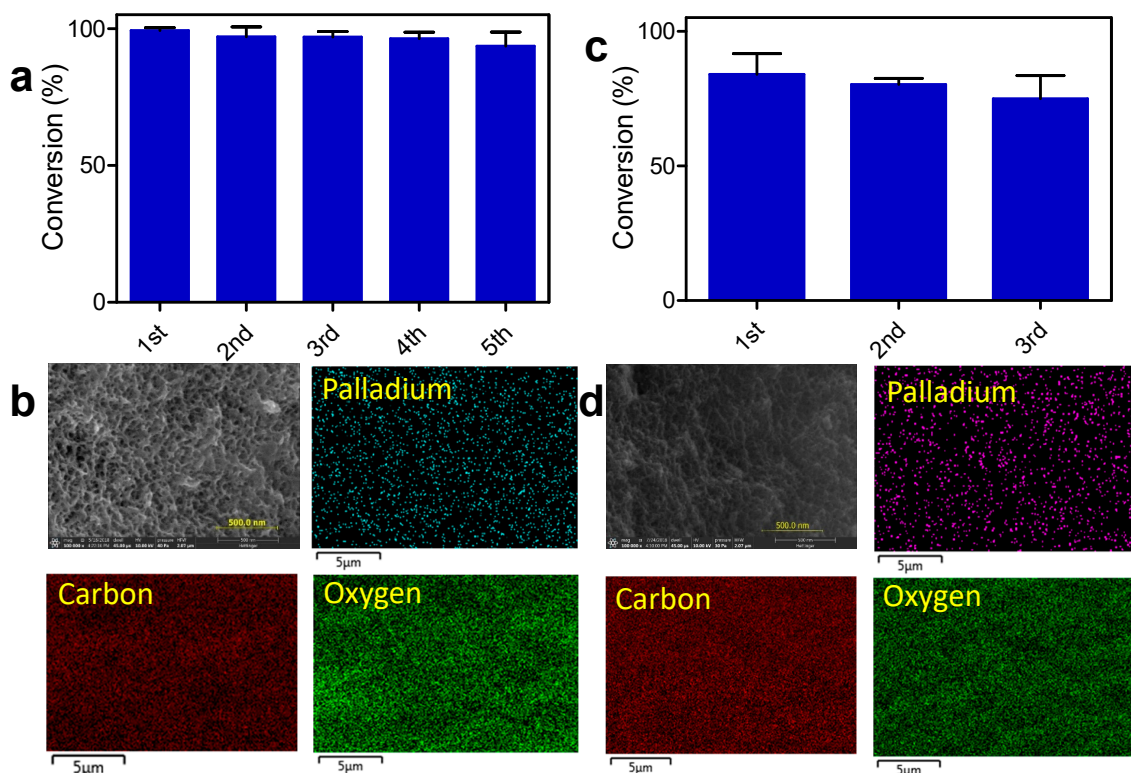 a
Conversion (%)
100
50
0
1st
2nd
3rd
4th
5th
c
Conversion (%)
100
50
0
1st
2nd
3rd
b
500.0 nm
Palladium
5µm
d
500.0 nm
Palladium
5µm
Carbon
5µm
Oxygen
5µm
Carbon
5µm
Oxygen
5µm